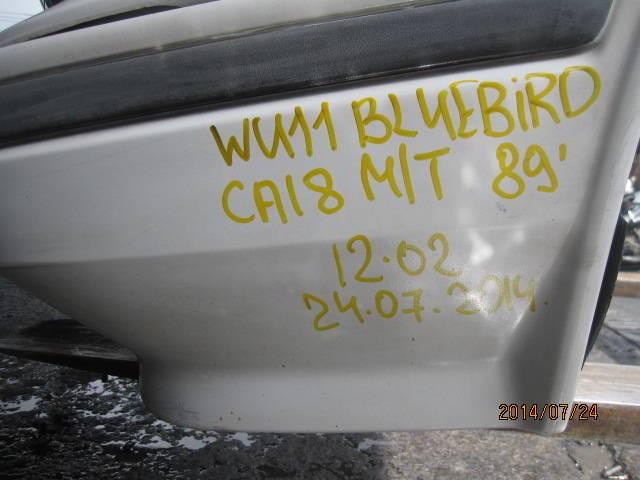 WU11 BLUEBiRD
CA18 M/T 89'
12.02
24.07.2014.
2014/07/24